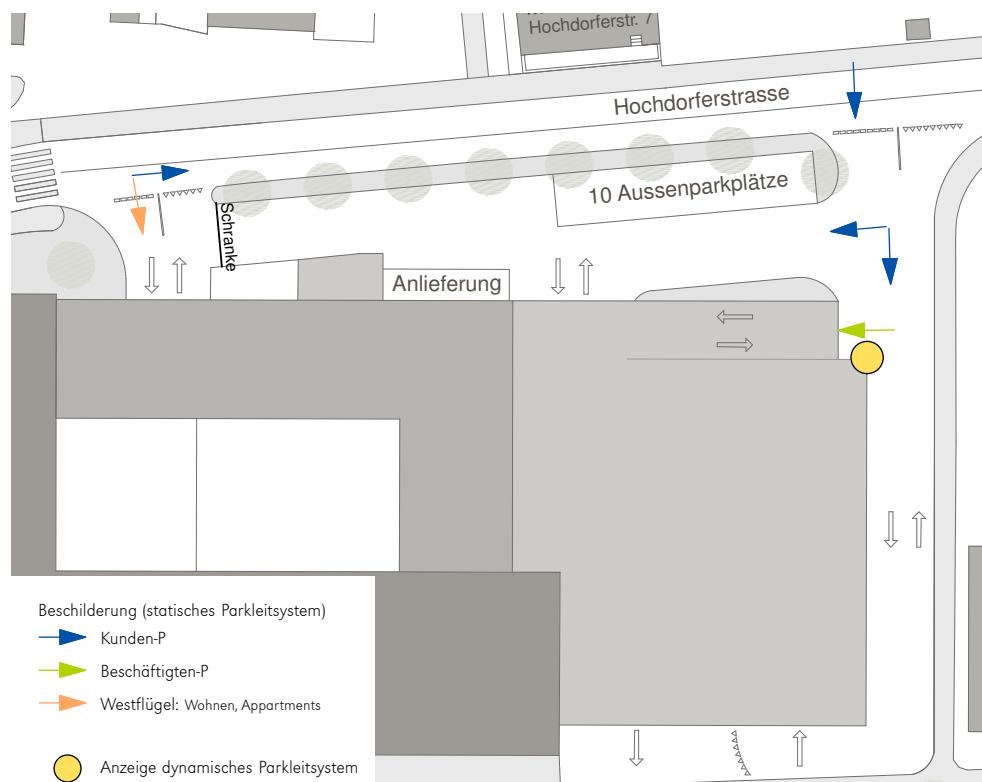 Hochdorferstr. 7
Hochdorferstrasse
10 Aussenparkplätze
Schranke
Anlieferung
Beschilderung (statisches Parkleitsystem)
Kunden-P
Beschäftigten-P
Westflügel: Wohnen, Appartments
Anzeige dynamisches Parkleitsystem